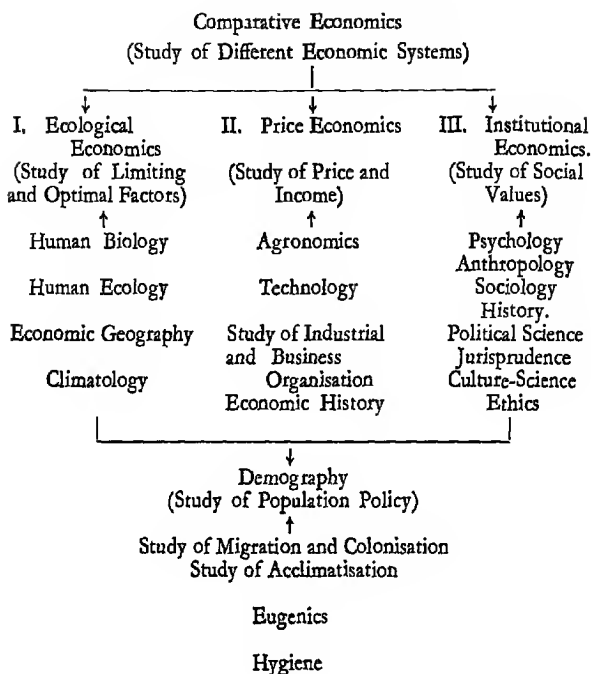 Comparative Economics
(Study of Different Economic Systems)
I. Ecological
Economics
(Study of Limiting
and Optimal Factors)
Human Biology
Human Ecology
Economic Geography
Climatology
II. Price Economics
(Study of Price and
Income)
Agronomics
Technology
Study of Industrial
and Business
Organisation
Economic History
III. Institutional
Economics.
(Study of Social
Values)
Psychology
Anthropology
Sociology
History.
Political Science
Jurisprudence
Culture-Science
Ethics
Demography
(Study of Population Policy)
Study of Migration and Colonisation
Study of Acclimatisation
Eugenics
Hygiene